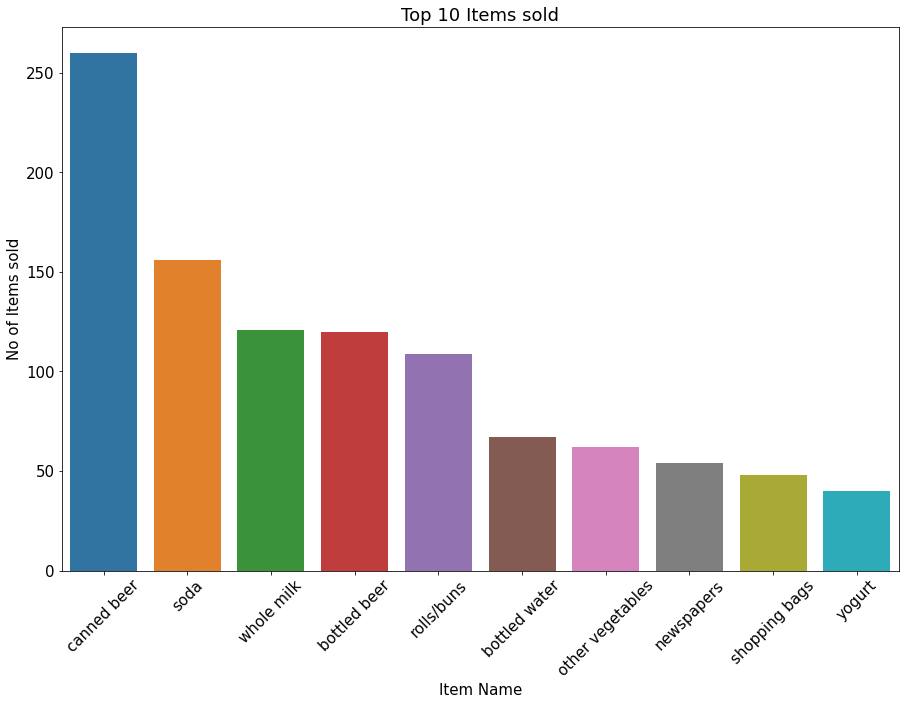 Top 10 Items sold
No of Items sold
250
200
150
100
50
0
canned beer
soda
whole milk
bottled beer
rolls/buns
bottled water
other vegetables
newspapers
shopping bags
yogurt
Item Name